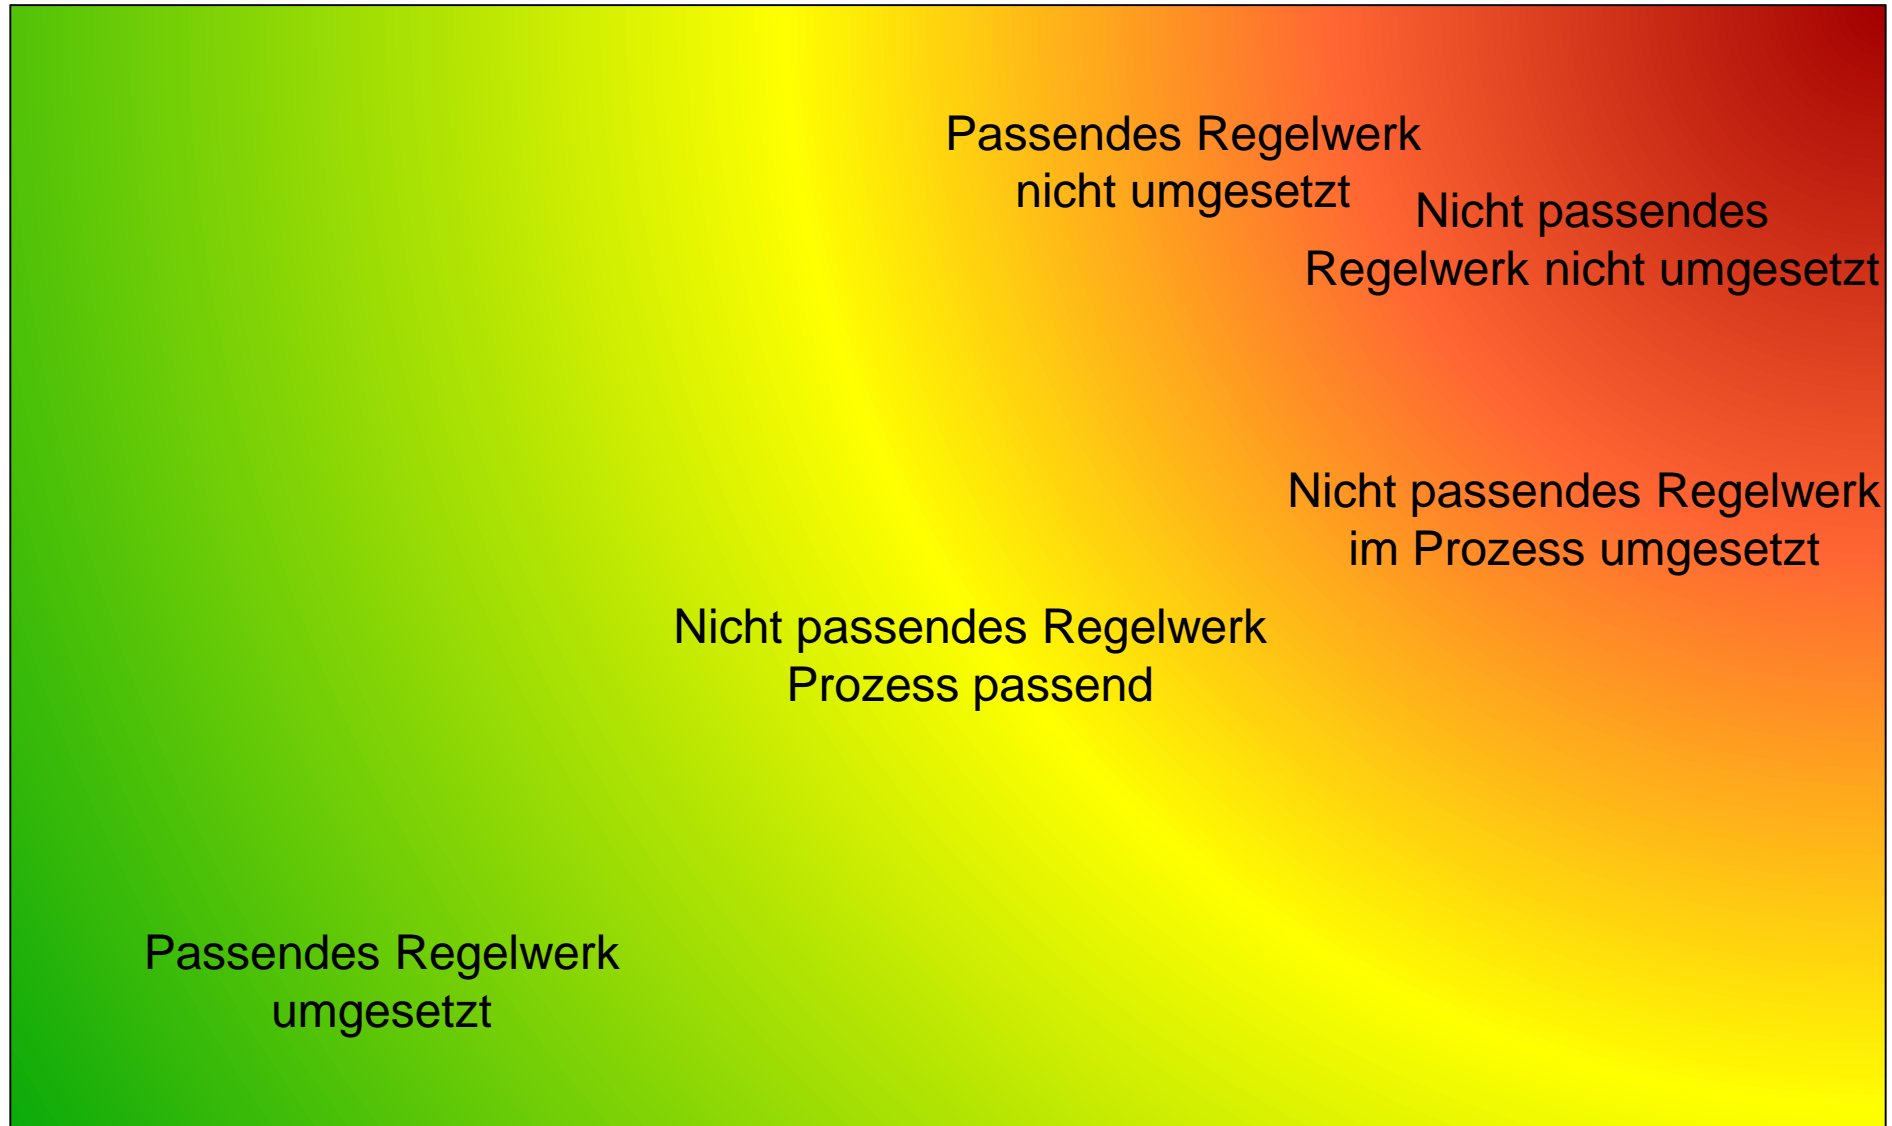 Passendes Regelwerk
nicht umgesetzt
Nicht passendes
Regelwerk nicht umgesetzt
Nicht passendes Regelwerk
im Prozess umgesetzt
Nicht passendes Regelwerk
Prozess passend
Passendes Regelwerk
umgesetzt